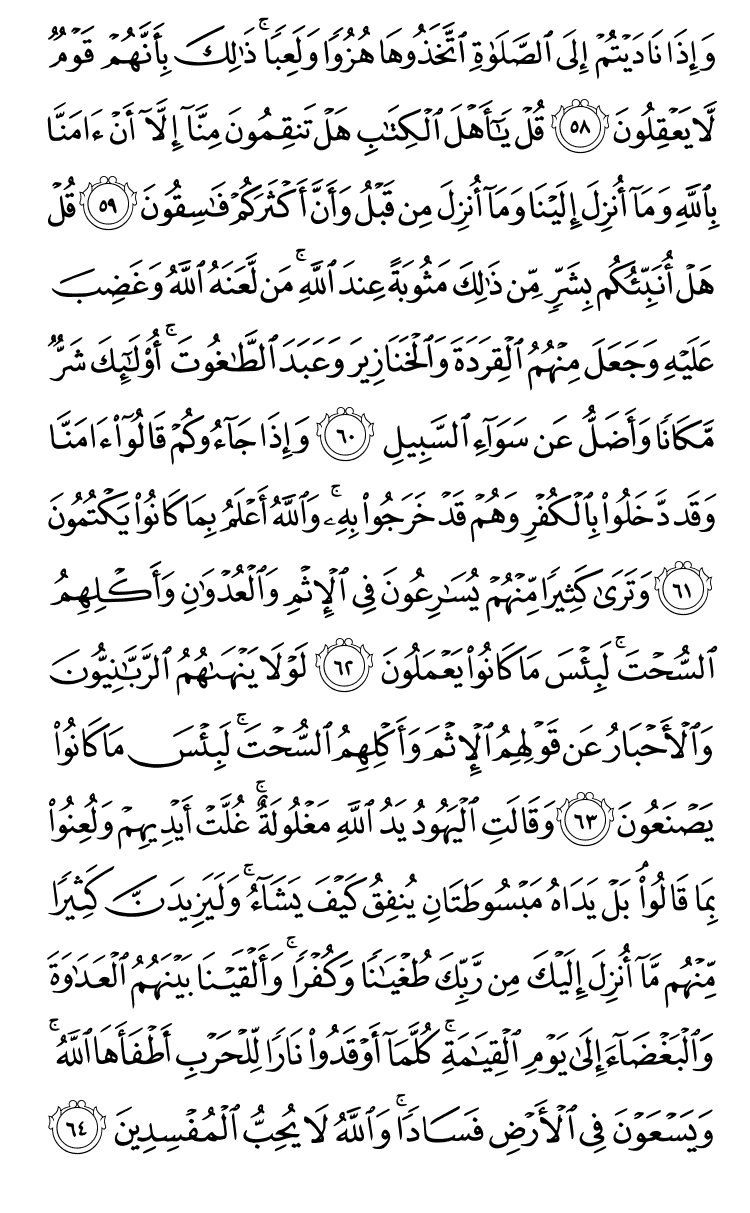 وَإِذَا نَادَيۡتُمۡ إِلَى ٱلصَّلَوٰةِ ٱتَّخَذُوهَا هُزُوٗا وَلَعِبٗاۚ ذَٰلِكَ بِأَنَّهُمۡ قَوۡمٞ
لَّا يَعۡقِلُونَ ٥٨ قُلۡ يَٰٓأَهۡلَ ٱلۡكِتَٰبِ هَلۡ تَنقِمُونَ مِنَّآ إِلَّآ أَنۡ ءَامَنَّا
بِٱللَّهِ وَمَآ أُنزِلَ إِلَيۡنَا وَمَآ أُنزِلَ مِن قَبۡلُ وَأَنَّ أَكۡثَرَكُمۡ فَٰسِقُونَ ٥٩ قُلۡ
هَلۡ أُنَبِّئُكُم بِشَرّٖ مِّن ذَٰلِكَ مَثُوبَةً عِندَ ٱللَّهِۚ مَن لَّعَنَهُ ٱللَّهُ وَغَضِبَ
عَلَيۡهِ وَجَعَلَ مِنۡهُمُ ٱلۡقِرَدَةَ وَٱلۡخَنَازِيرَ وَعَبَدَ ٱلطَّٰغُوتَۚ أُوْلَٰٓئِكَ شَرّٞ
مَّكَانٗا وَأَضَلُّ عَن سَوَآءِ ٱلسَّبِيلِ ٦٠ وَإِذَا جَآءُوكُمۡ قَالُوٓاْ ءَامَنَّا
وَقَد دَّخَلُواْ بِٱلۡكُفۡرِ وَهُمۡ قَدۡ خَرَجُواْ بِهِۦۚ وَٱللَّهُ أَعۡلَمُ بِمَا كَانُواْ يَكۡتُمُونَ
٦١ وَتَرَىٰ كَثِيرٗا مِّنۡهُمۡ يُسَٰرِعُونَ فِي ٱلۡإِثۡمِ وَٱلۡعُدۡوَٰنِ وَأَكۡلِهِمُ
ٱلسُّحۡتَۚ لَبِئۡسَ مَا كَانُواْ يَعۡمَلُونَ ٦٢ لَوۡلَا يَنۡهَىٰهُمُ ٱلرَّبَّٰنِيُّونَ
وَٱلۡأَحۡبَارُ عَن قَوۡلِهِمُ ٱلۡإِثۡمَ وَأَكۡلِهِمُ ٱلسُّحۡتَۚ لَبِئۡسَ مَا كَانُواْ
يَصۡنَعُونَ ٦٣ وَقَالَتِ ٱلۡيَهُودُ يَدُ ٱللَّهِ مَغۡلُولَةٌۚ غُلَّتۡ أَيۡدِيهِمۡ وَلُعِنُواْ
بِمَا قَالُواْۘ بَلۡ يَدَاهُ مَبۡسُوطَتَانِ يُنفِقُ كَيۡفَ يَشَآءُۚ وَلَيَزِيدَنَّ كَثِيرٗا
مِّنۡهُم مَّآ أُنزِلَ إِلَيۡكَ مِن رَّبِّكَ طُغۡيَٰنٗا وَكُفۡرٗاۚ وَأَلۡقَيۡنَا بَيۡنَهُمُ ٱلۡعَدَٰوَةَ
وَٱلۡبَغۡضَآءَ إِلَىٰ يَوۡمِ ٱلۡقِيَٰمَةِۚ كُلَّمَآ أَوۡقَدُواْ نَارٗا لِّلۡحَرۡبِ أَطۡفَأَهَا ٱللَّهُۚ
وَيَسۡعَوۡنَ فِي ٱلۡأَرۡضِ فَسَادٗاۚ وَٱللَّهُ لَا يُحِبُّ ٱلۡمُفۡسِدِينَ ٦٤